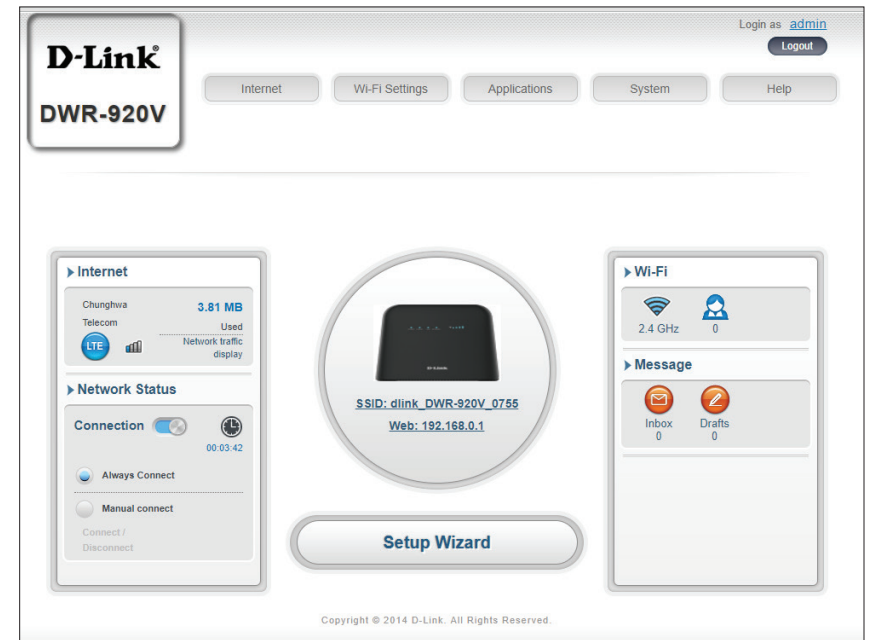 Login as admin
Logout
D-Link
DWR-920V
Internet
Wi-Fi Settings
Applications
System
Help
Internet
Chunghwa
Telecom
3.81 MB
Used
LTE
Network traffic
display
Network Status
Connection
00:03:42
Always Connect
Manual connect
Connect /
Disconnect
D-Link
SSID: dlink_DWR-920V_0755
Web: 192.168.0.1
Setup Wizard
Wi-Fi
2.4 GHz
0
Message
Inbox
0
Drafts
0
Copyright © 2014 D-Link. All Rights Reserved.